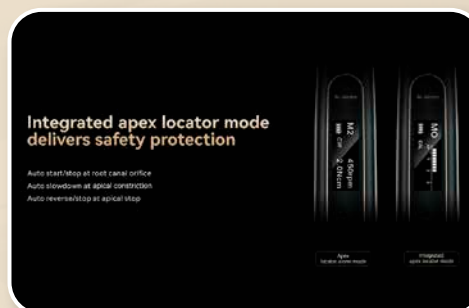 Integrated apex locator mode
delivers safety protection
Auto start/stop at root canal orifice
Auto slowdown at apical constriction
Auto reverse/stop at apical stop
M2
450rpm
CW
2.0Ncm
M0
Apex
locator alone mode
Integrated
apex locator mode